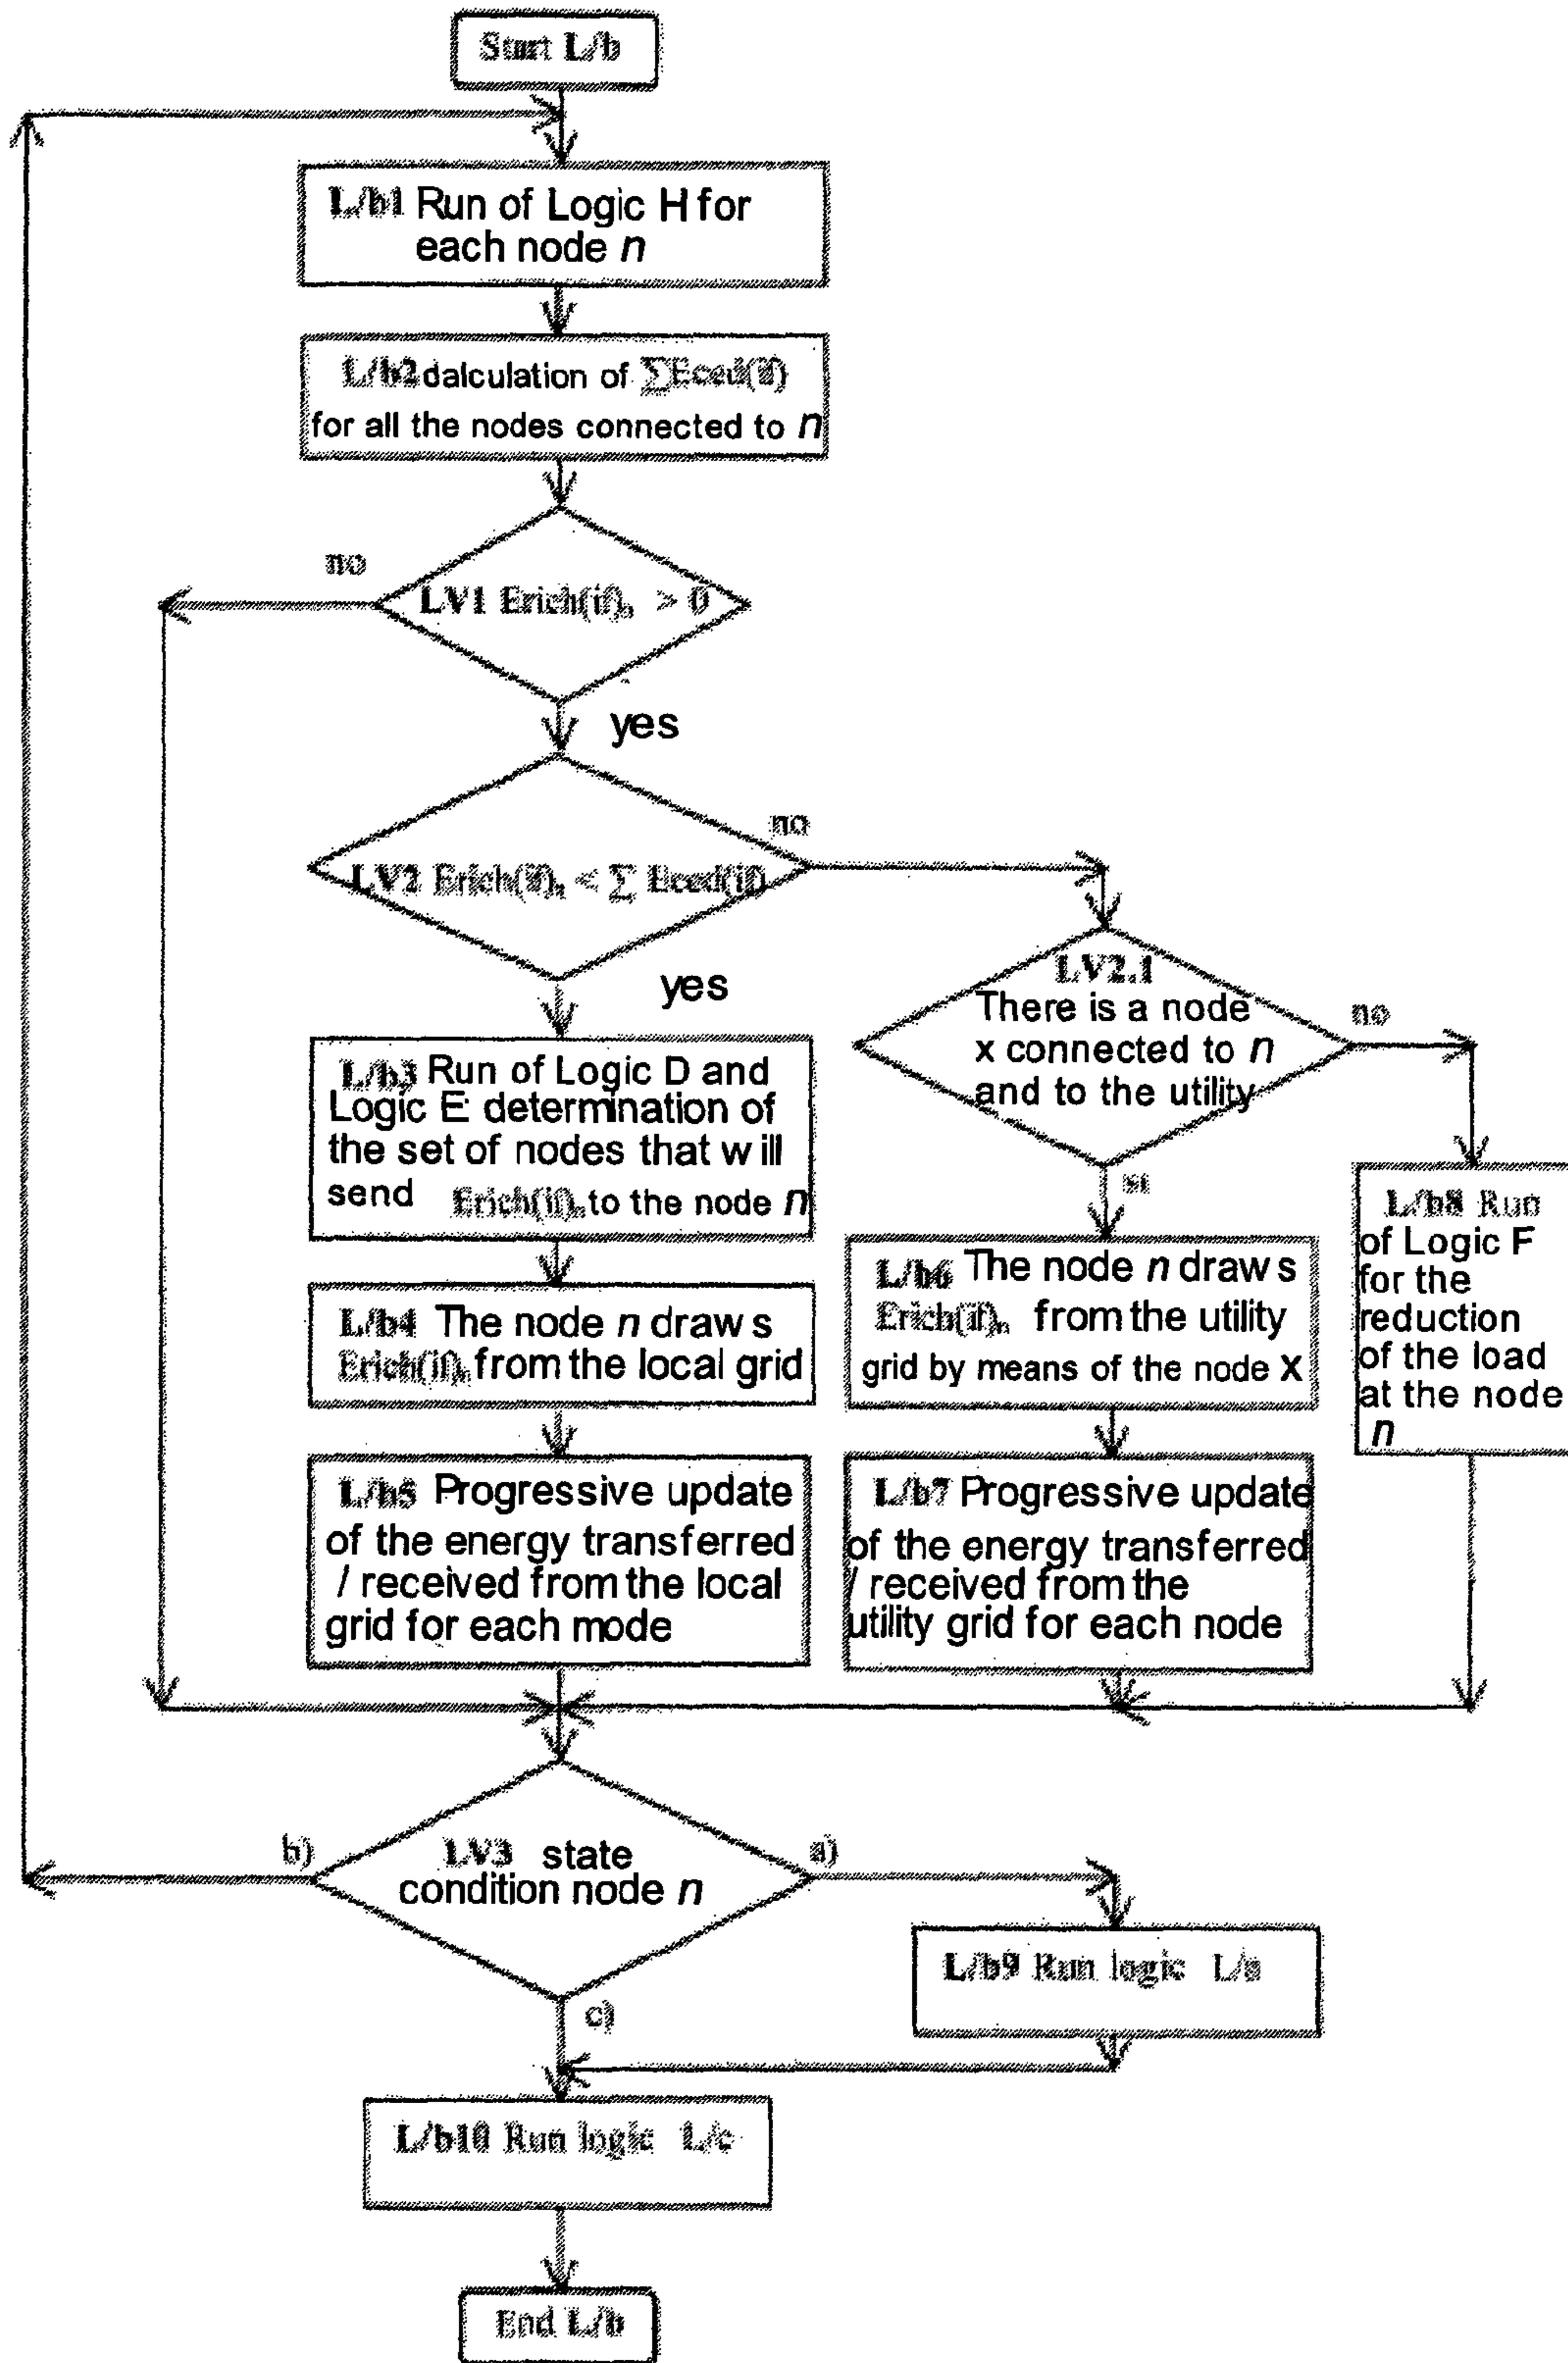 Start L/b
L/b1 Run of Logic H for
each node n
L/b2 dalculation of ∑Eced(if)
for all the nodes connected to n
no
LV1 Erich(if)n > 0
yes
no
LV2 Erich(if)n < ∑ Eced(if)
yes
LV2.1
There is a node
x connected to n
and to the utility
no
L/b3 Run of Logic D and
Logic E determination of
the set of nodes that will
send Erich(if)n to the node n
si
L/b8 Run
of Logic F
for the
reduction
of the load
at the node
n
L/b4 The node n draws
Erich(if)n from the local grid
L/b6 The node n draws
Erich(if)n from the utility
grid by means of the node x
L/b5 Progressive update
of the energy transferred
/ received from the local
grid for each mode
L/b7 Progressive update
of the energy transferred
/ received from the
utility grid for each node
b)
LV3 state
condition node n
a)
c)
L/b9 Run logic L/a
L/b10 Run logic L/c
End L/b